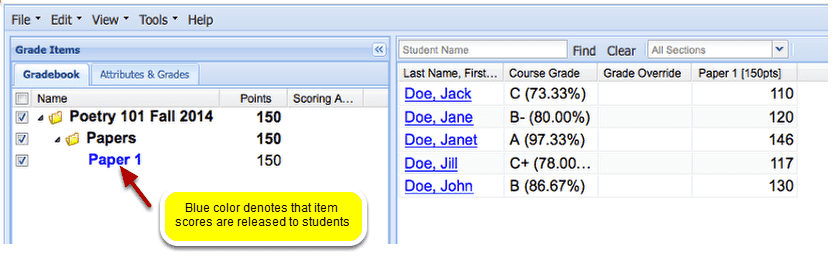 File Edit View Tools Help
Grade Items
Gradebook Attributes & Grades
Name Points Scoring A...
Poetry 101 Fall 2014 150
Papers 150
Paper 1 150
Blue color denotes that item
scores are released to students
Student Name Find Clear All Sections
Last Name, First... Course Grade Grade Override Paper 1 [150pts]
Doe, Jack C (73.33%) 110
Doe, Jane B- (80.00%) 120
Doe, Janet A (97.33%) 146
Doe, Jill C+ (78.00... 117
Doe, John B (86.67%) 130